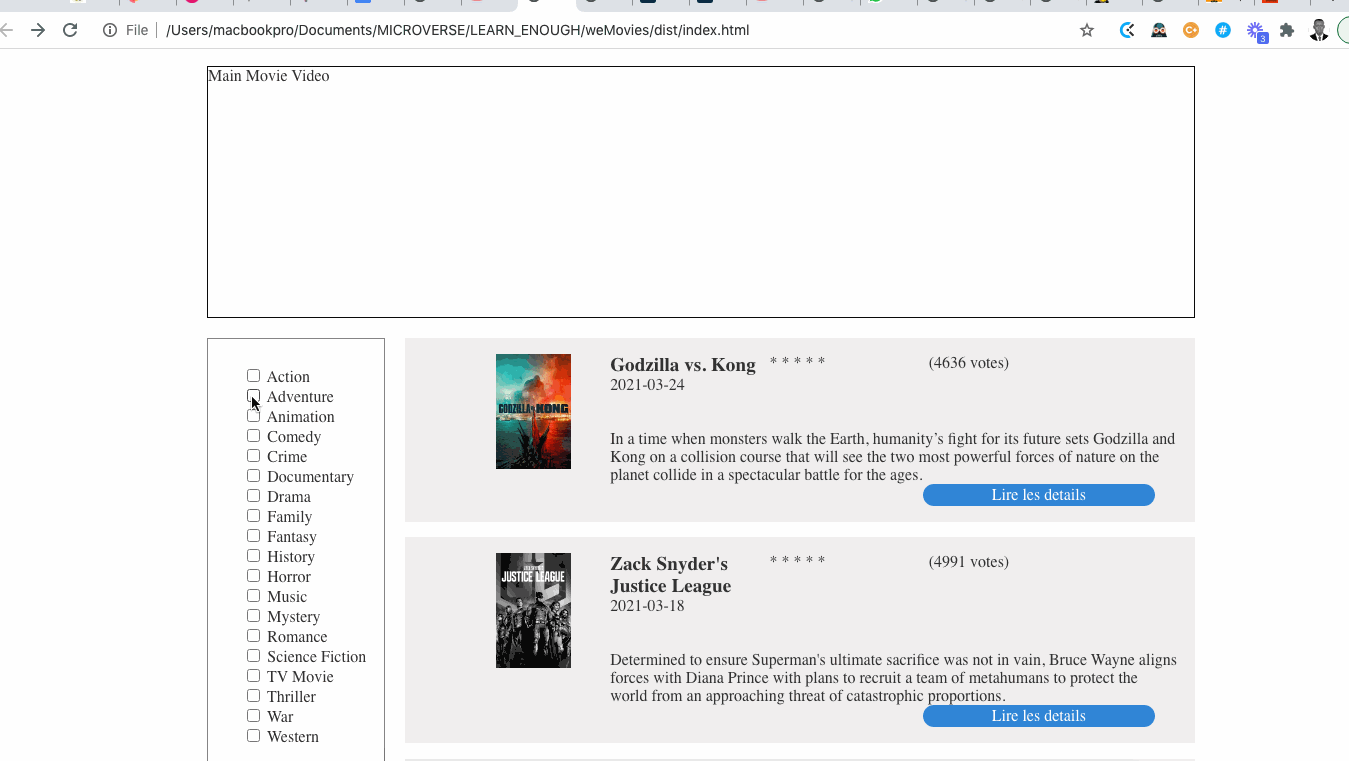 File /Users/macbookpro/Documents/MICROVERSE/LEARN_ENOUGH/weMovies/dist/index.html
C+
#
3
Main Movie Video
Action
Adventure
Animation
Comedy
Crime
Documentary
Drama
Family
Fantasy
History
Horror
Music
Mystery
Romance
Science Fiction
TV Movie
Thriller
War
Western
GODZILLA KONG
Godzilla vs. Kong * * * * * (4636 votes)
2021-03-24
In a time when monsters walk the Earth, humanity’s fight for its future sets Godzilla and
Kong on a collision course that will see the two most powerful forces of nature on the
planet collide in a spectacular battle for the ages.
Lire les details
JUSTICE LEAGUE
Zack Snyder's * * * * * (4991 votes)
Justice League
2021-03-18
Determined to ensure Superman's ultimate sacrifice was not in vain, Bruce Wayne aligns
forces with Diana Prince with plans to recruit a team of metahumans to protect the
world from an approaching threat of catastrophic proportions.
Lire les details